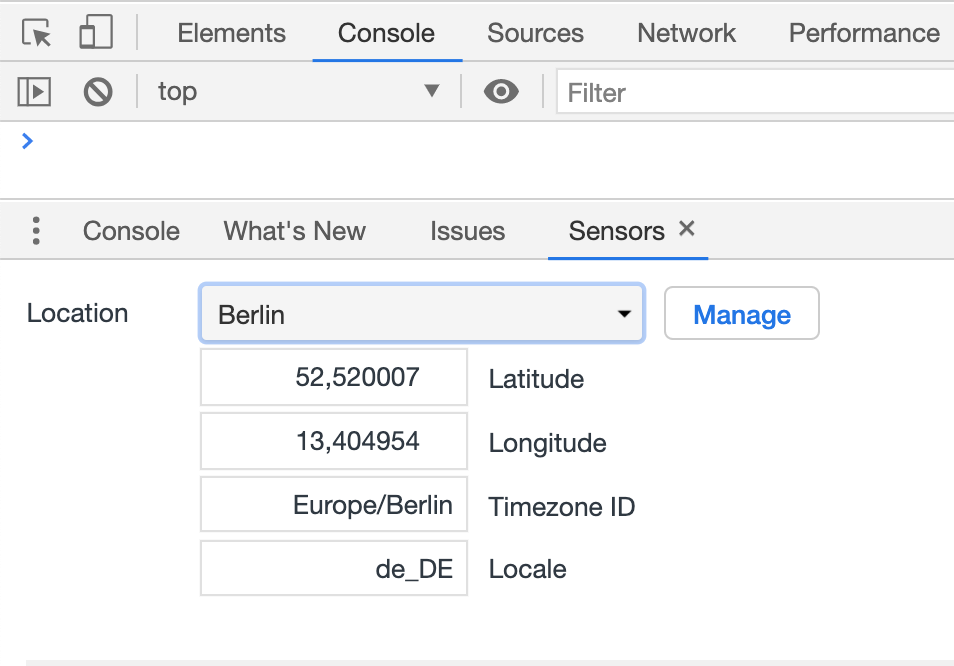 Elements Console Sources Network Performance
top Filter
Console What's New Issues Sensors
Location Berlin Manage
52,520007 Latitude
13,404954 Longitude
Europe/Berlin Timezone ID
de_DE Locale